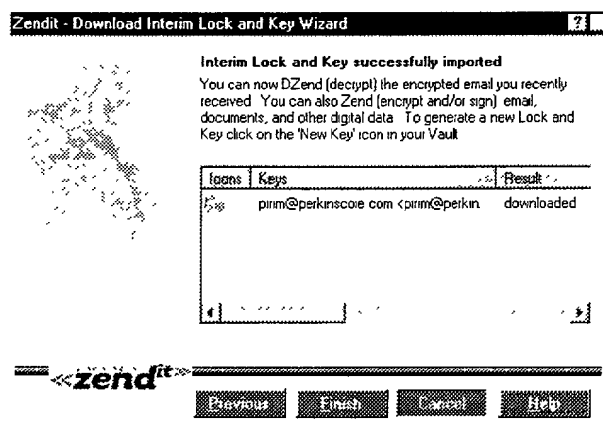 Zendit - Download Interim Lock and Key Wizard ?
Interim Lock and Key successfully imported
You can now DZend (decrypt) the encrypted email you recently
received You can also Zend (encrypt and/or sign) email,
documents, and other digital data To generate a new Lock and
Key click on the 'New Key' icon in your Vault
Icons Keys Result
pirim@perkinscoie com <pirim@perkin. downloaded
≪zendit≫
Previous Finish Cancel Help